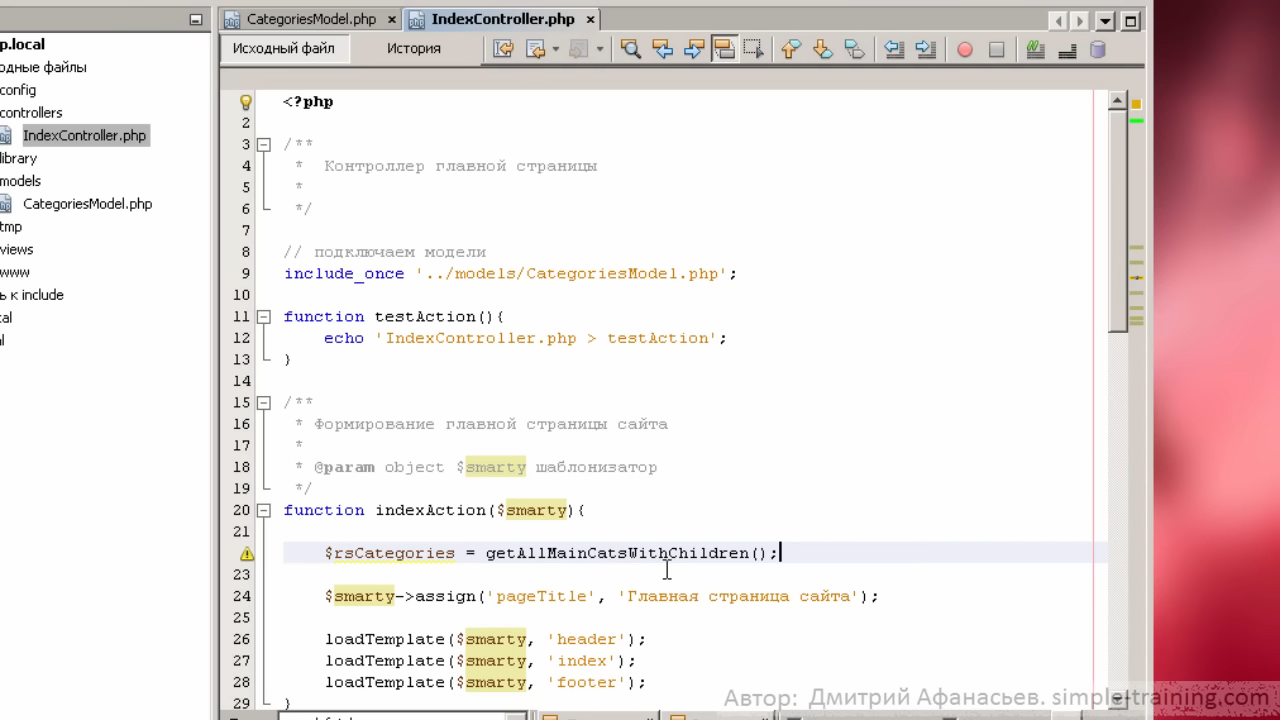 CategoriesModel.php
IndexController.php
Исходный файл
История
p.local
одные файлы
config
controllers
IndexController.php
library
models
CategoriesModel.php
tmp
views
www
ь к include
cal
l
<?php
2
3 /**
4 * Контроллер главной страницы
5 *
6 */
7
8 // подключаем модели
9 include_once '../models/CategoriesModel.php';
10
11 function testAction(){
12 echo 'IndexController.php > testAction';
13 }
14
15 /**
16 * Формирование главной страницы сайта
17 *
18 * @param object $smarty шаблонизатор
19 */
20 function indexAction($smarty){
21
$rsCategories = getAllMainCatsWithChildren();
23
24 $smarty->assign('pageTitle', 'Главная страница сайта');
25
26 loadTemplate($smarty, 'header');
27 loadTemplate($smarty, 'index');
28 loadTemplate($smarty, 'footer');
29 }
Автор: Дмитрий Афанасьев. simple-training.com